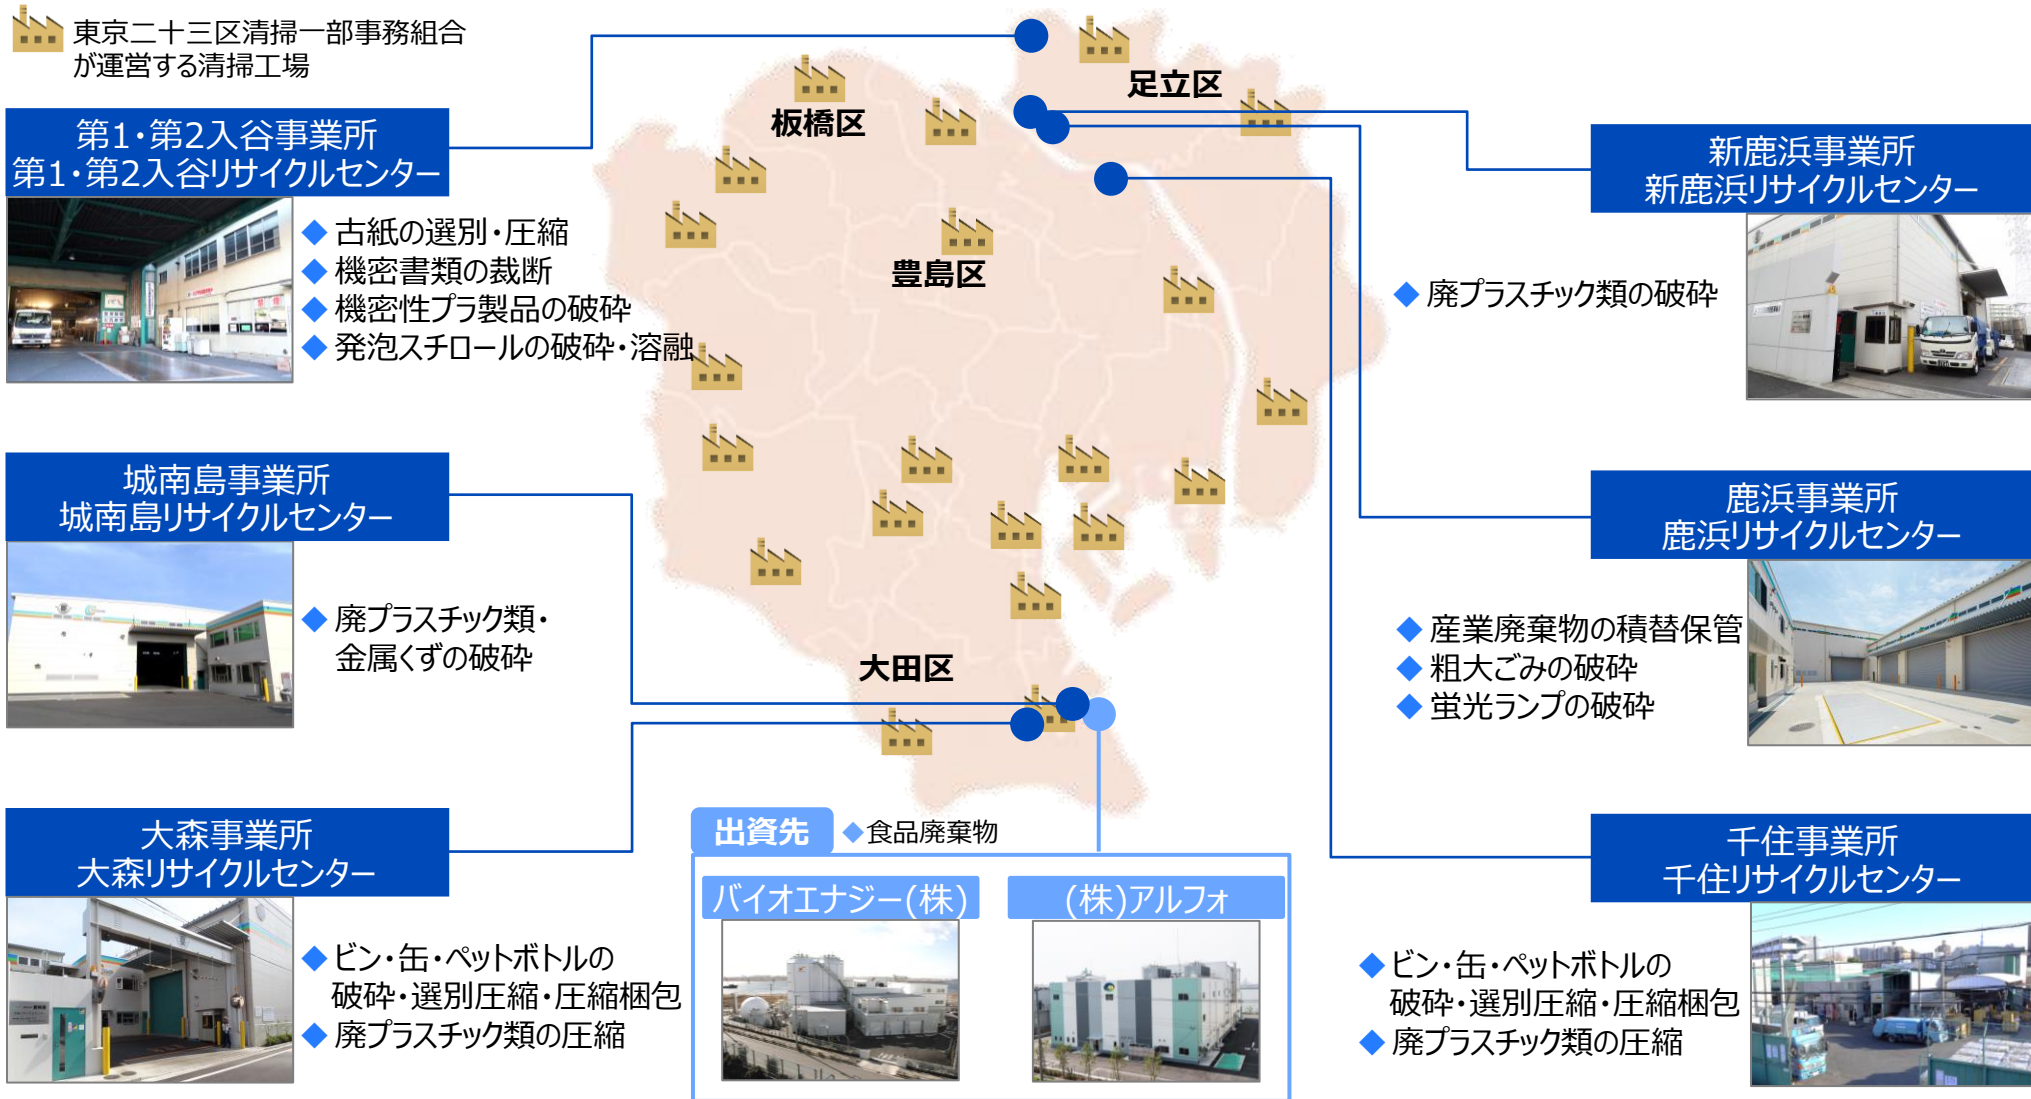 東京二十三区清掃一部事務組合
が運営する清掃工場
第1・第2入谷事業所
第1・第2入谷リサイクルセンター
◆ 古紙の選別・圧縮
◆ 機密書類の裁断
◆ 機密性プラ製品の破砕
◆ 発泡スチロールの破砕・溶融
城南島事業所
城南島リサイクルセンター
◆ 廃プラスチック類・
金属くずの破砕
大森事業所
大森リサイクルセンター
◆ ビン・缶・ペットボトルの
破砕・選別圧縮・圧縮梱包
◆ 廃プラスチック類の圧縮
板橋区
足立区
豊島区
大田区
出資先
◆食品廃棄物
バイオエナジー(株)
(株)アルフォ
新鹿浜事業所
新鹿浜リサイクルセンター
◆ 廃プラスチック類の破砕
鹿浜事業所
鹿浜リサイクルセンター
◆ 産業廃棄物の積替保管
◆ 粗大ごみの破砕
◆ 蛍光ランプの破砕
千住事業所
千住リサイクルセンター
◆ ビン・缶・ペットボトルの
破砕・選別圧縮・圧縮梱包
◆ 廃プラスチック類の圧縮